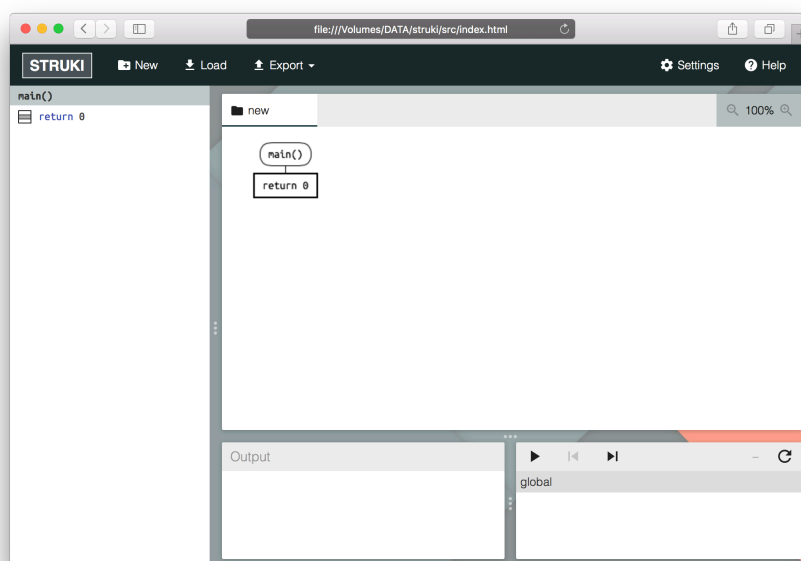 file:///Volumes/DATA/struki/src/index.html
STRUKI New Load Export Settings Help
main()
return 0
new 100%
main()
return 0
Output
global